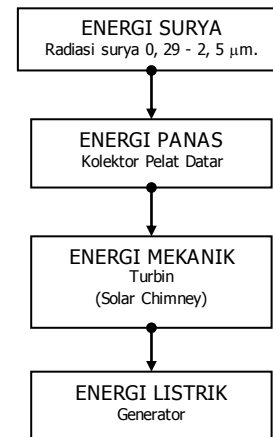 ENERGI SURYA
Radiasi surya 0, 29 - 2, 5 μm.
ENERGI PANAS
Kolektor Pelat Datar
ENERGI MEKANIK
Turbin
(Solar Chimney)
ENERGI LISTRIK
Generator